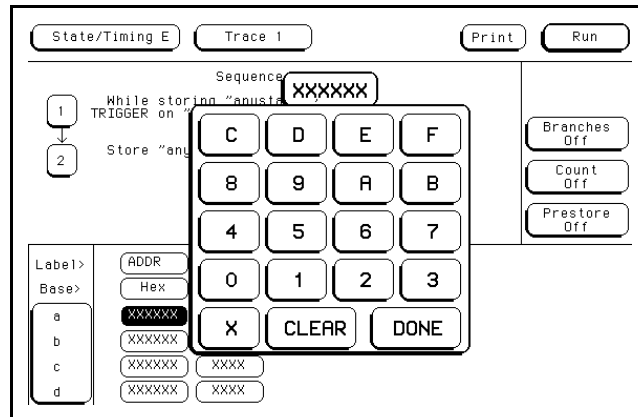 State/Timing E Trace 1 Print Run
Sequence
XXXXXX
1 While storing "anysta
TRIGGER on "
2 Store "any
Branches
Off
Count
Off
Prestore
Off
C D E F
8 9 A B
4 5 6 7
0 1 2 3
X CLEAR DONE
Label> ADDR
Base> Hex
a XXXXXX
b XXXXXX
c XXXXXX XXXX
d XXXXXX XXXX